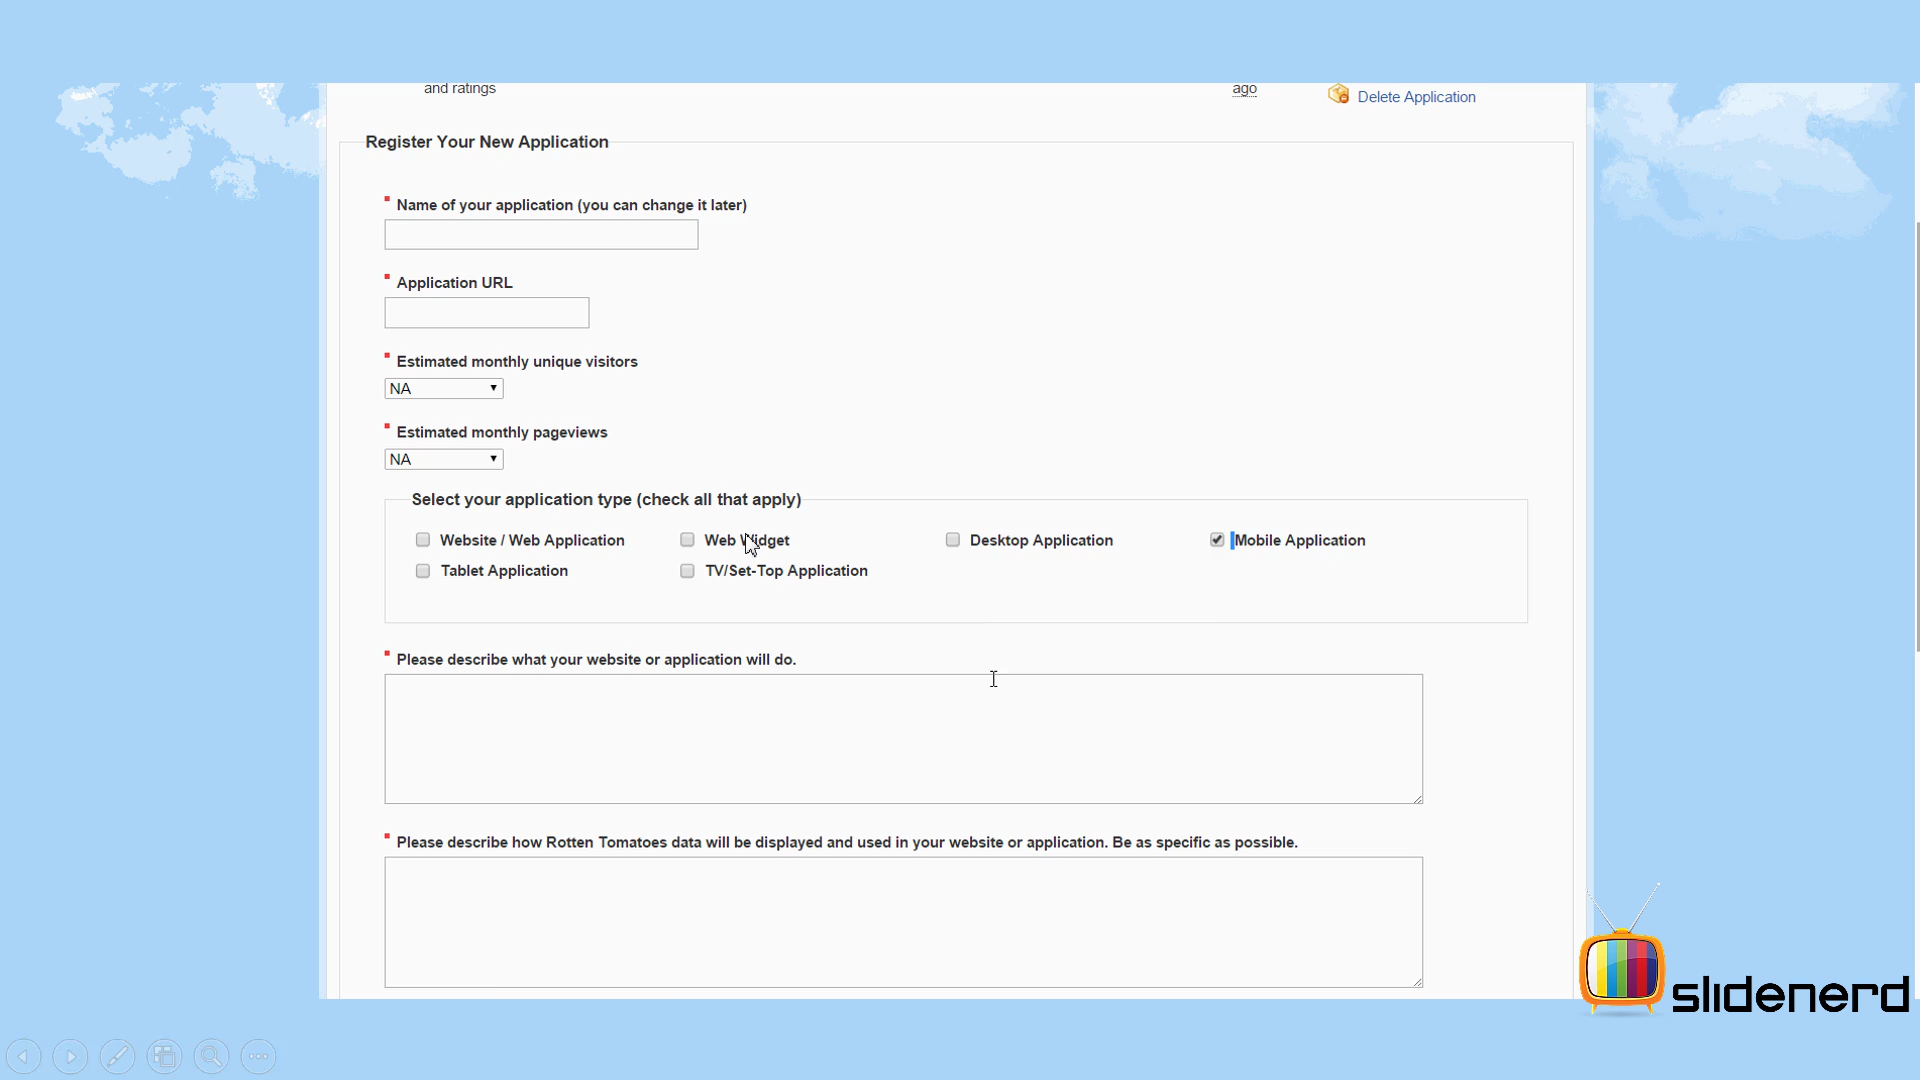 and ratings
ago
Delete Application
Register Your New Application
Name of your application (you can change it later)
Application URL
Estimated monthly unique visitors
NA
Estimated monthly pageviews
NA
Select your application type (check all that apply)
Website / Web Application
Web Widget
Desktop Application
Mobile Application
Tablet Application
TV/Set-Top Application
Please describe what your website or application will do.
Please describe how Rotten Tomatoes data will be displayed and used in your website or application. Be as specific as possible.
slidenerd